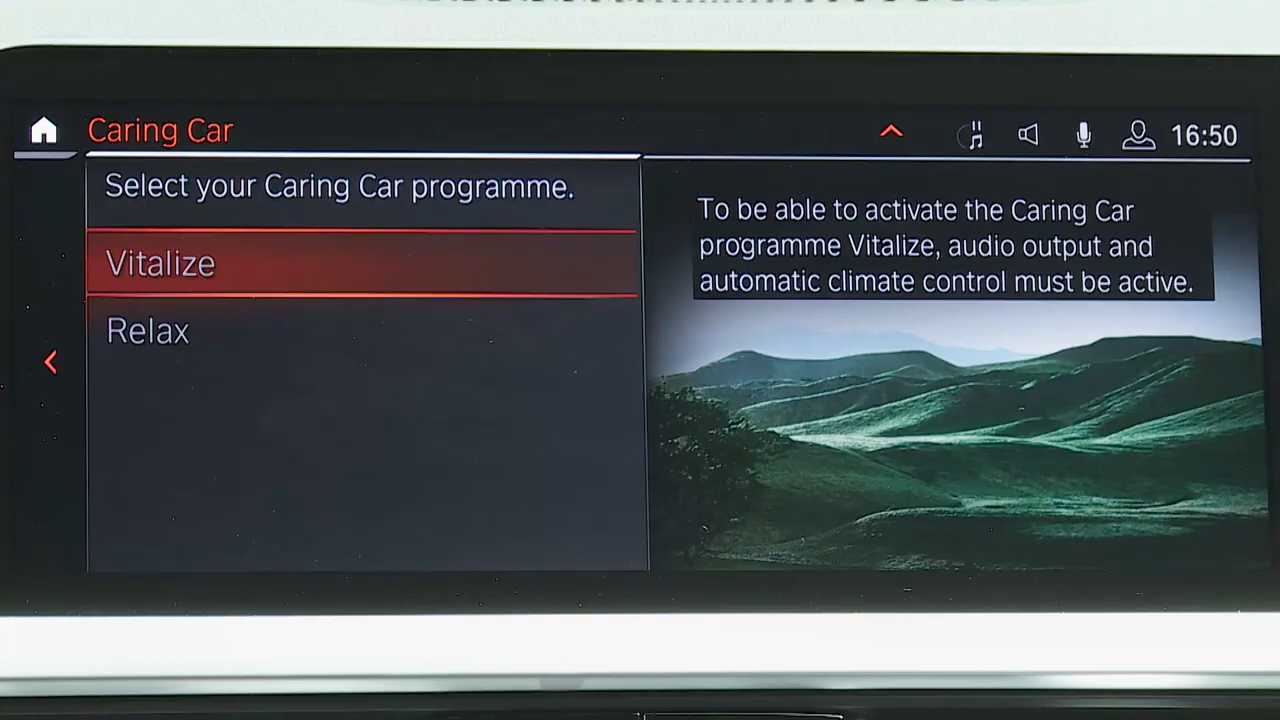 Caring Car
16:50
Select your Caring Car programme.
Vitalize
Relax
To be able to activate the Caring Car
programme Vitalize, audio output and
automatic climate control must be active.